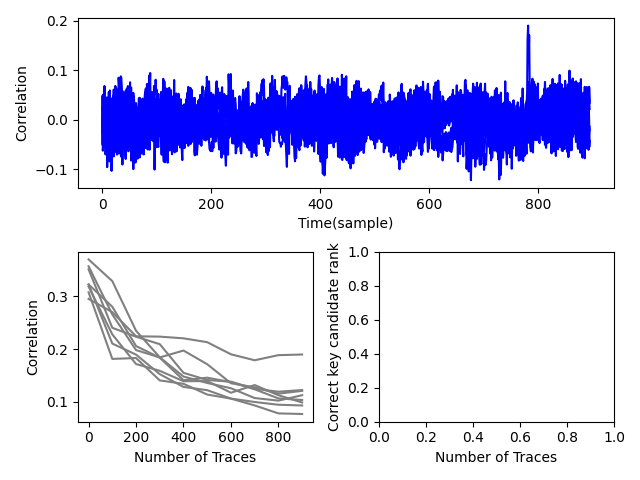 0.2
0.1
0.0
−0.1
Correlation
0 200 400 600 800
Time(sample)
0.3
0.2
0.1
Correlation
0 200 400 600 800
Number of Traces
1.0
0.8
0.6
0.4
0.2
0.0
Correct key candidate rank
0.0 0.2 0.4 0.6 0.8 1.0
Number of Traces